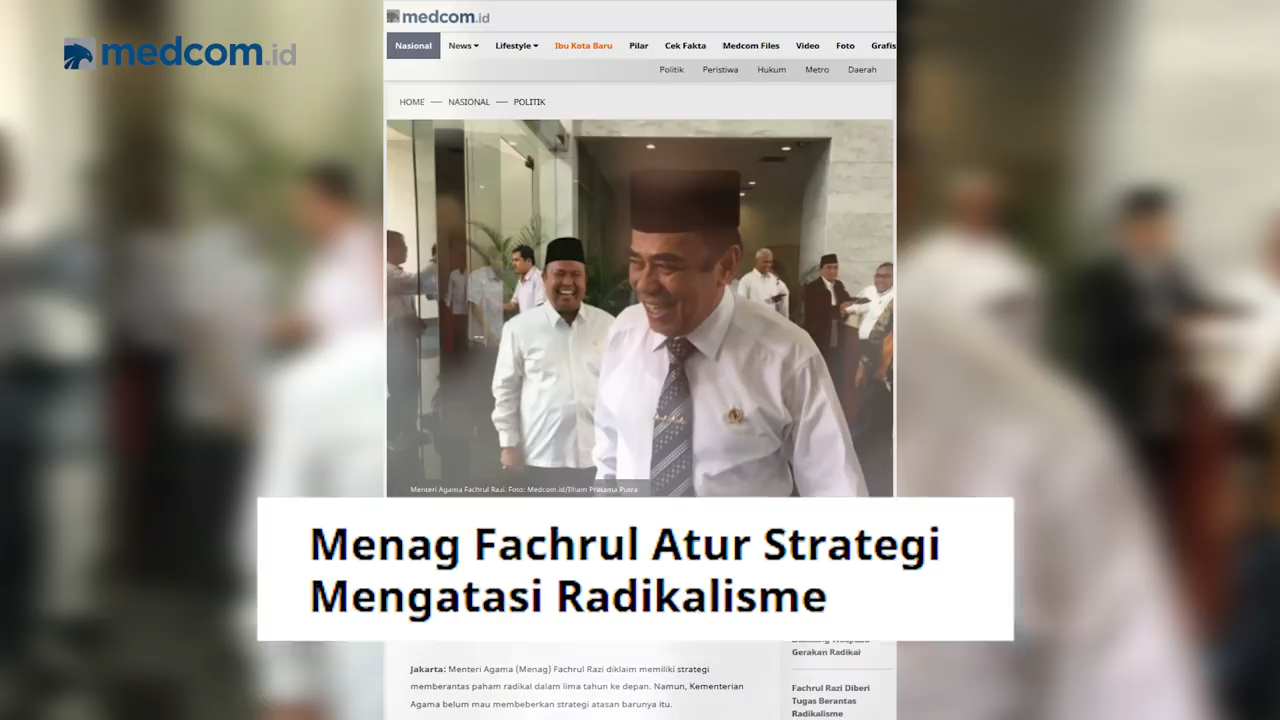 medcom.id
medcom.id
Nasional News Lifestyle Ibu Kota Baru Pilar Cek Fakta Medcom Files Video Foto Grafis
Politik Peristiwa Hukum Metro Daerah
HOME — NASIONAL — POLITIK
Menteri Agama Fachrul Razi. Foto: Medcom.id/Ilham Pratama Putra
Menag Fachrul Atur Strategi
Mengatasi Radikalisme
Jakarta: Menteri Agama (Menag) Fachrul Razi diklaim memiliki strategi
memberantas paham radikal dalam lima tahun ke depan. Namun, Kementerian
Agama belum mau membeberkan strategi atasan barunya itu.
Gerakan Radikal
Fachrul Razi Diberi
Tugas Berantas
Radikalisme